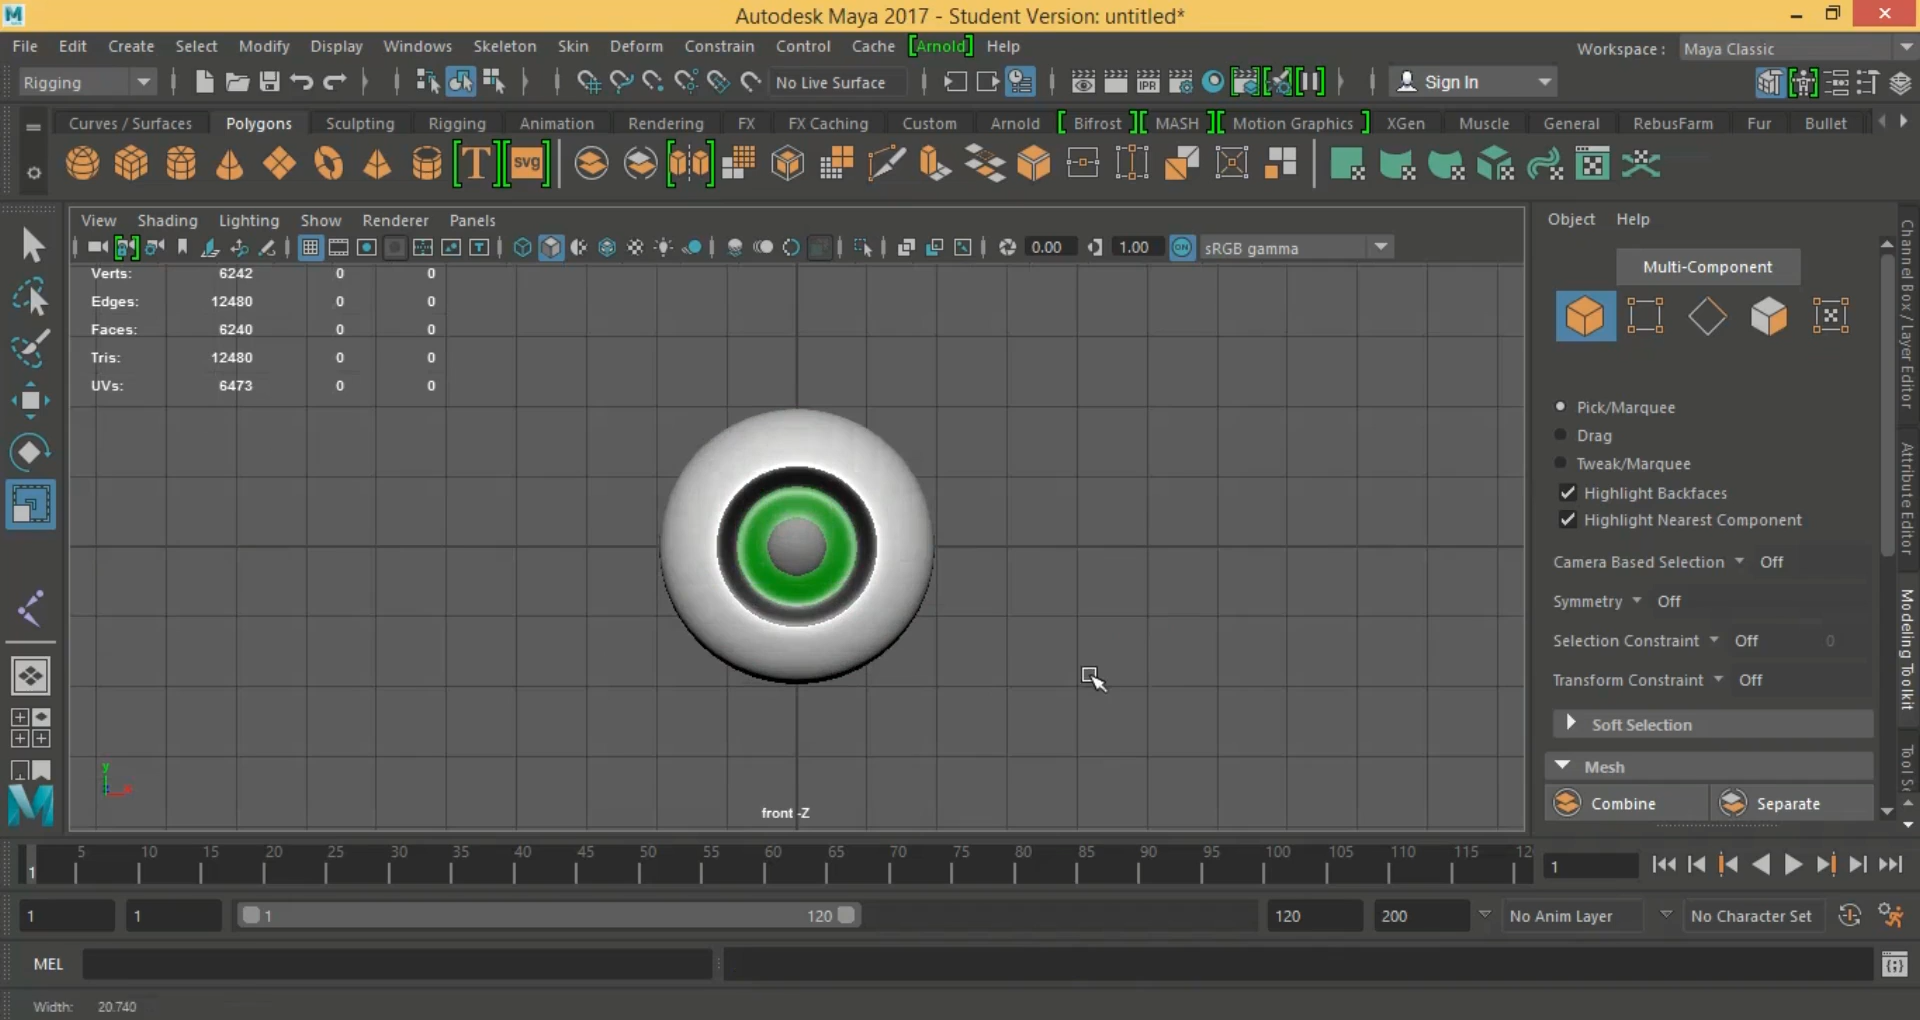 Autodesk Maya 2017 - Student Version: untitled*
File Edit Create Select Modify Display Windows Skeleton Skin Deform Constrain Control Cache [Arnold] Help
Workspace : Maya Classic
Rigging No Live Surface IPR Sign In
Curves / Surfaces Polygons Sculpting Rigging Animation Rendering FX FX Caching Custom Arnold [ Bifrost ] [ MASH ] [ Motion Graphics ] XGen Muscle General RebusFarm Fur Bullet
T svg
View Shading Lighting Show Renderer Panels
0.00 1.00 ON sRGB gamma
Verts: 6242 0 0
Edges: 12480 0 0
Faces: 6240 0 0
Tris: 12480 0 0
UVs: 6473 0 0
y
front -Z
Object Help
Multi-Component
Pick/Marquee
Drag
Tweak/Marquee
Highlight Backfaces
Highlight Nearest Component
Camera Based Selection Off
Symmetry Off
Selection Constraint Off 0
Transform Constraint Off
Soft Selection
Mesh
Combine Separate
Channel Box / Layer Editor
Attribute Editor
Modeling Toolkit
5 10 15 20 25 30 35 40 45 50 55 60 65 70 75 80 85 90 95 100 105 110 115 12
1 1
1 1 1 120 120 200 No Anim Layer No Character Set
MEL
Width: 20.740